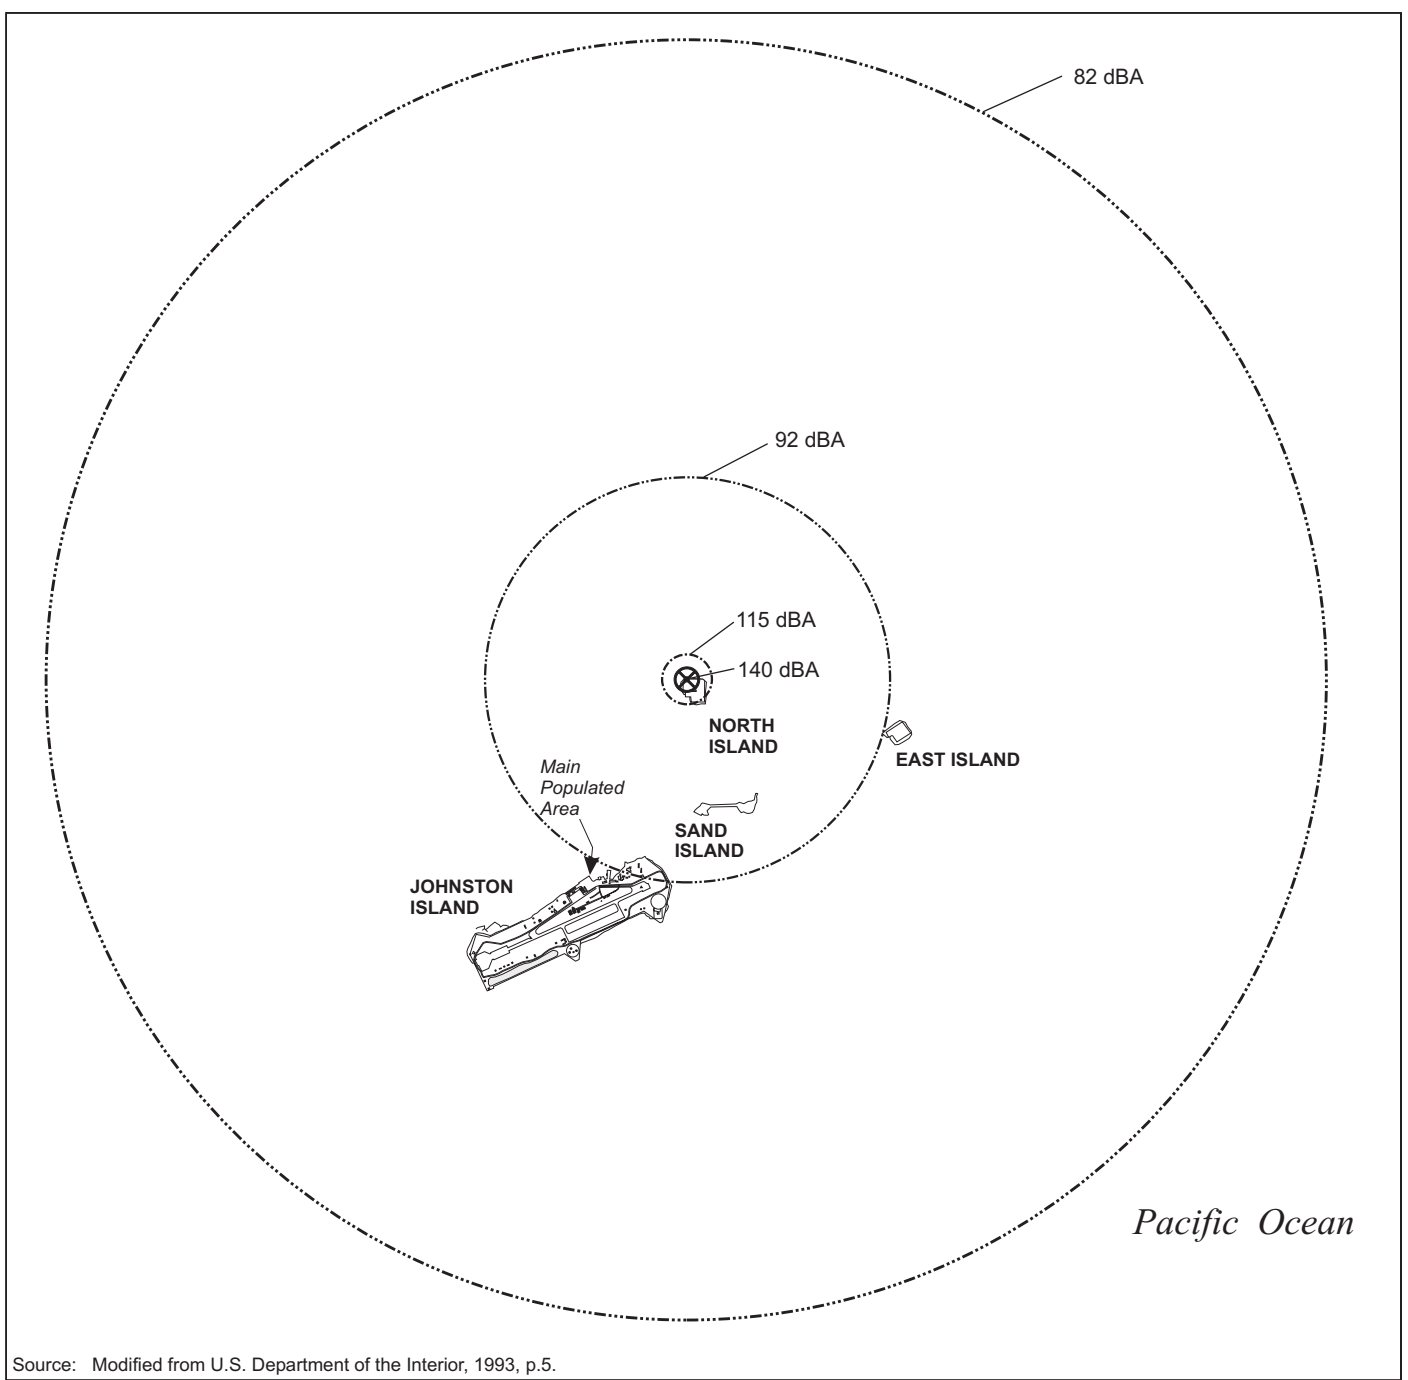 82 dBA
92 dBA
115 dBA
140 dBA
NORTH
ISLAND
EAST ISLAND
Main
Populated
Area
SAND
ISLAND
JOHNSTON
ISLAND
Pacific Ocean
Source: Modified from U.S. Department of the Interior, 1993, p.5.